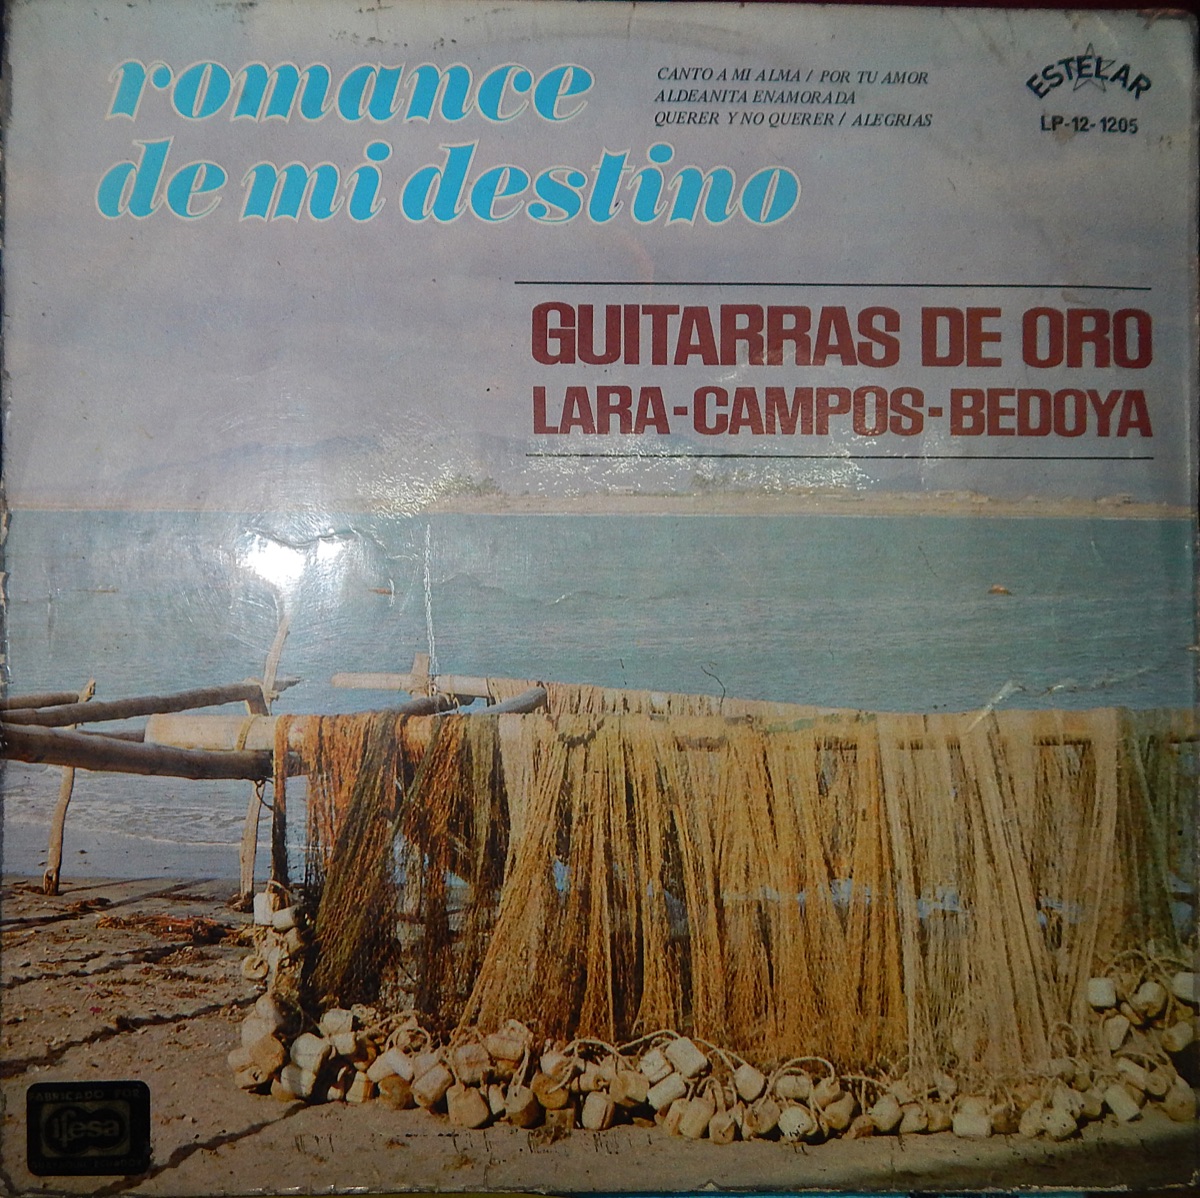 romance
de mi destino
CANTO A MI ALMA / POR TU AMOR
ALDEANITA ENAMORADA
QUERER Y NO QUERER / ALEGRIAS
ESTELAR
LP-12-1205
GUITARRAS DE ORO
LARA-CAMPOS-BEDOYA
FABRICADO POR
ifesa